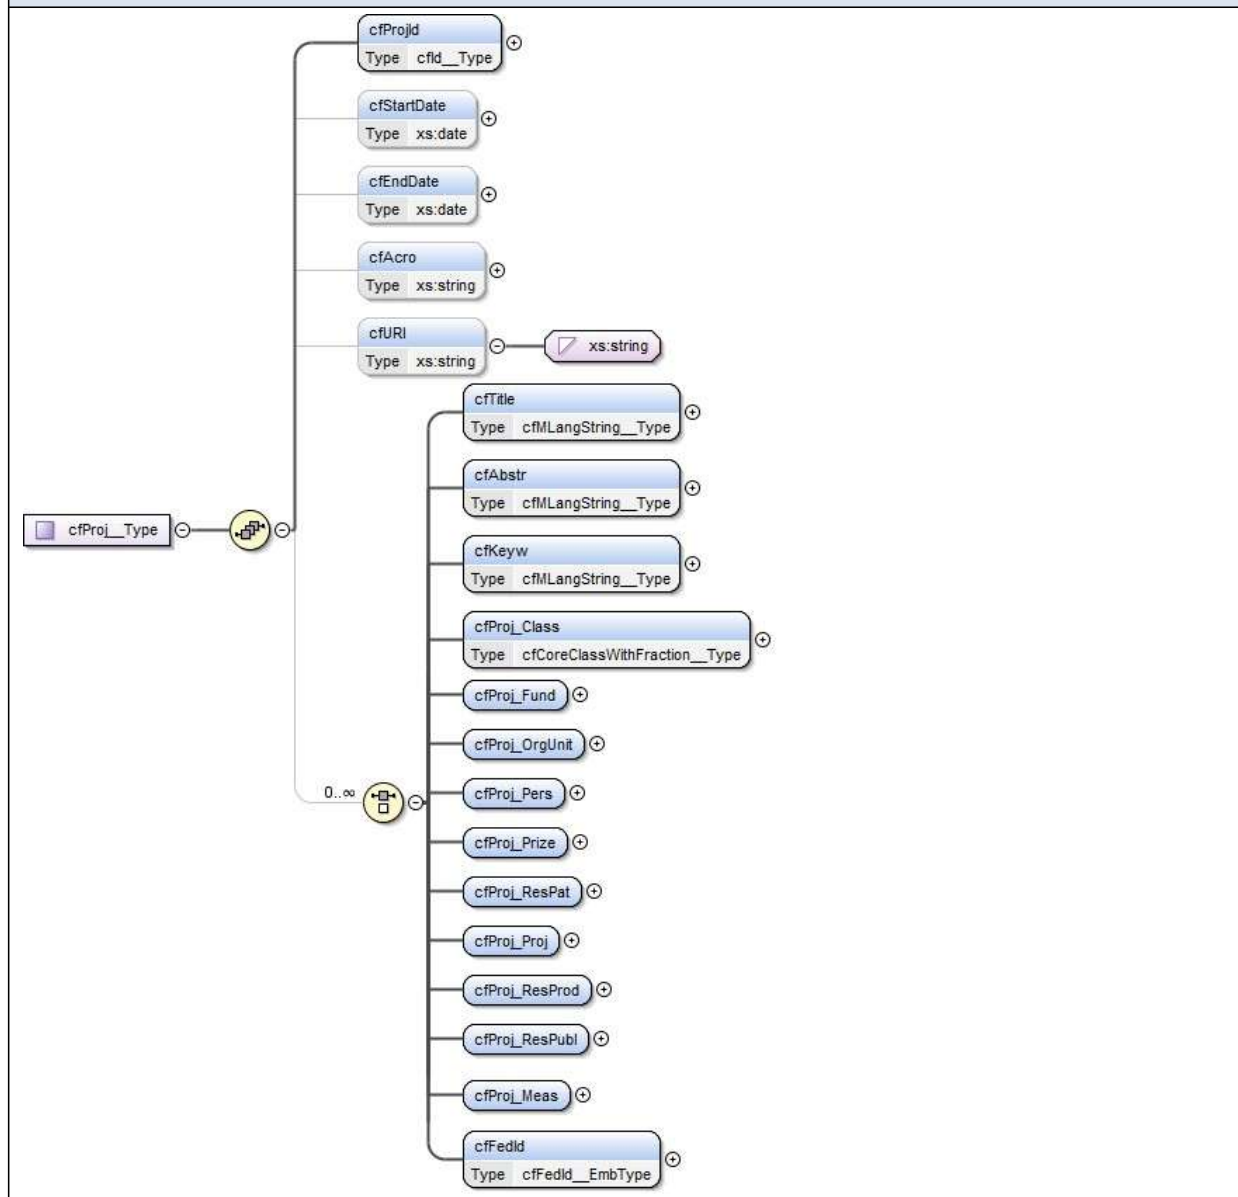 cfProjId
Type cfId__Type
cfStartDate
Type xs:date
cfEndDate
Type xs:date
cfAcro
Type xs:string
cfURI
Type xs:string
xs:string
cfTitle
Type cfMLangString__Type
cfAbstr
Type cfMLangString__Type
cfKeyw
Type cfMLangString__Type
cfProj__Type
cfProj_Class
Type cfCoreClassWithFraction__Type
cfProj_Fund
cfProj_OrgUnit
0..∞
cfProj_Pers
cfProj_Prize
cfProj_ResPat
cfProj_Proj
cfProj_ResProd
cfProj_ResPubl
cfProj_Meas
cfFedId
Type cfFedId__EmbType